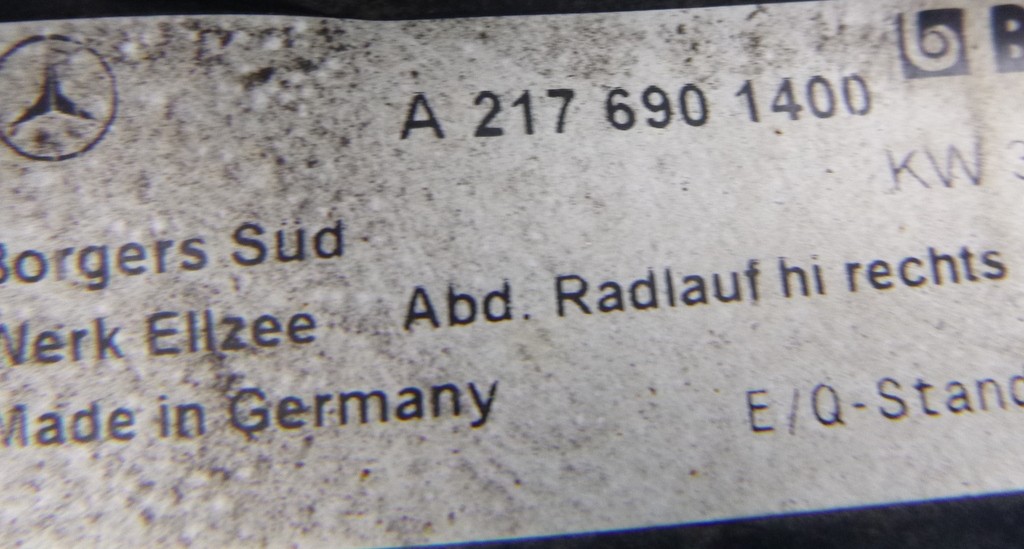 A 217 690 1400
KW
Borgers Süd
Werk Ellzee
Abd. Radlauf hi rechts
Made in Germany
E/Q-Stand